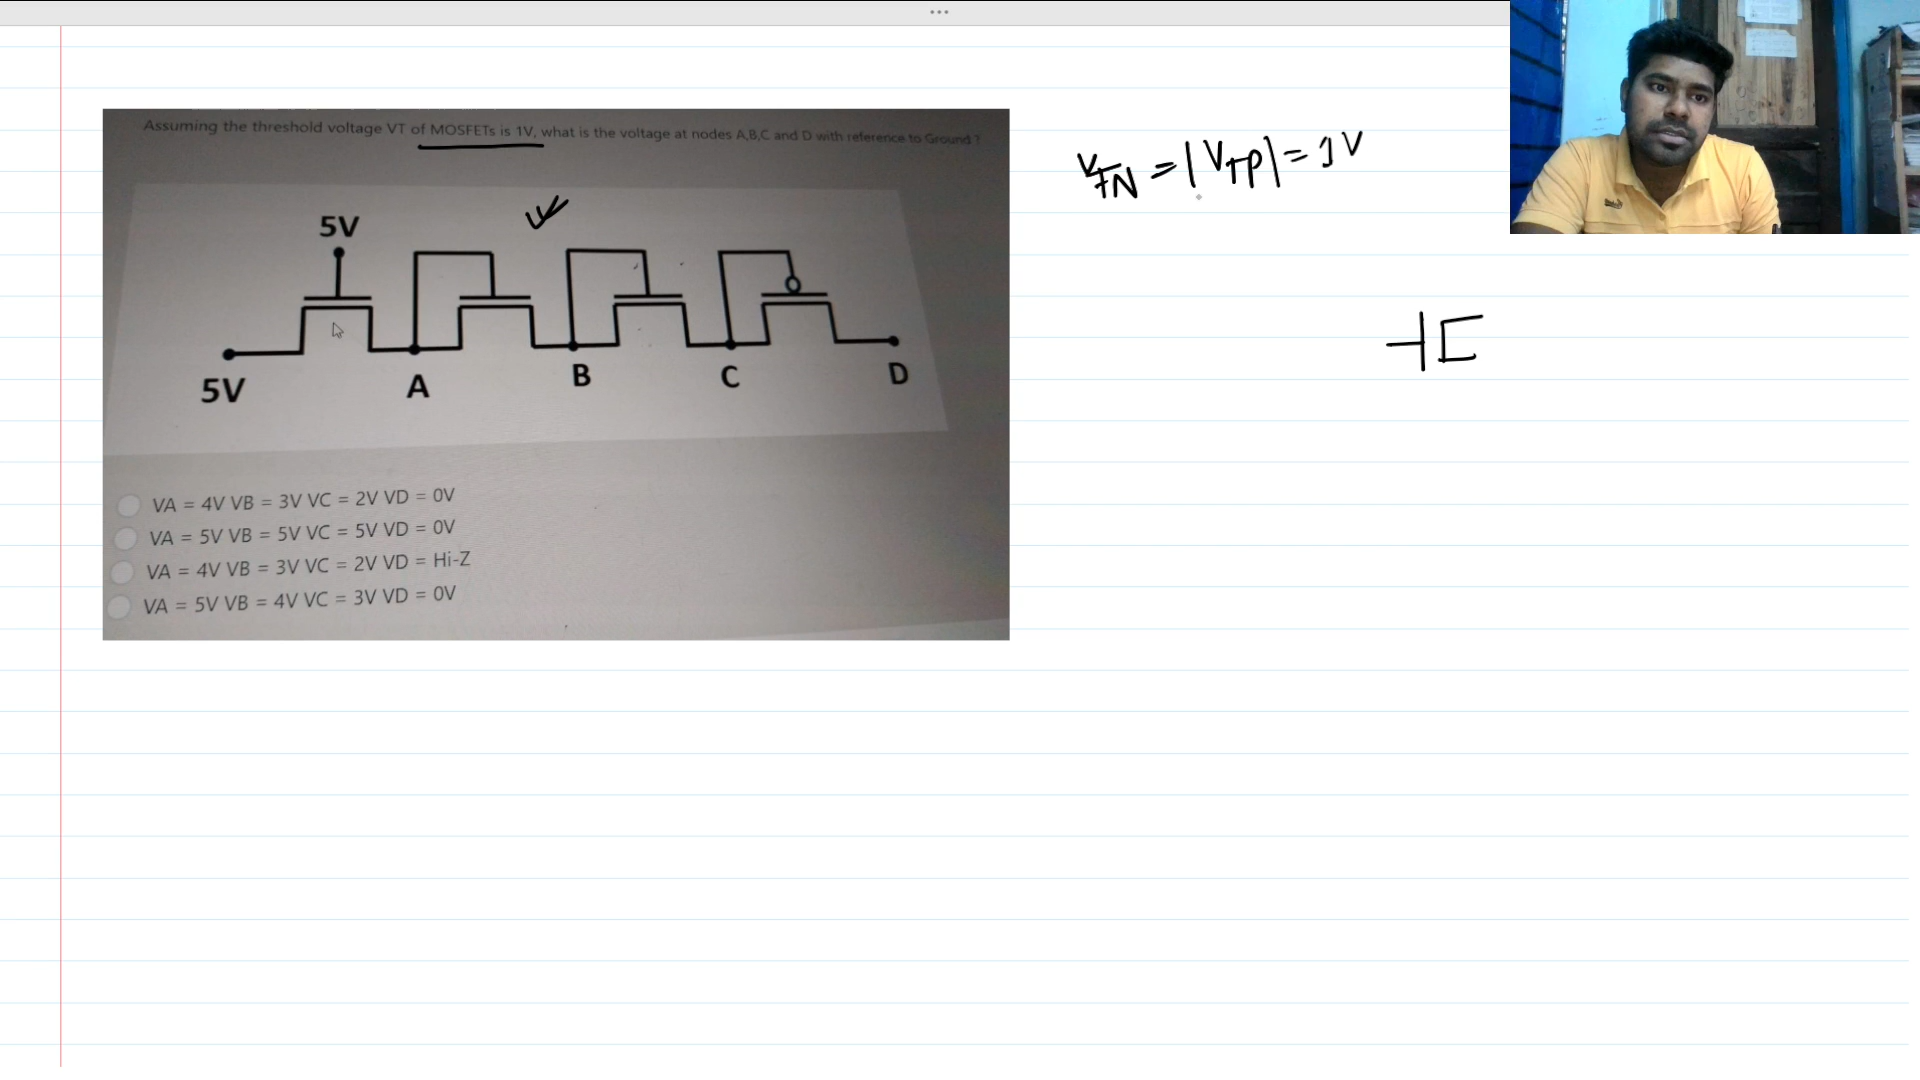 Assuming the threshold voltage VT of MOSFETs is 1V, what is the voltage at nodes A,B,C and D with reference to Ground ?
VTN = |VTP| = 1V
5V
5V
A
B
C
D
VA = 4V VB = 3V VC = 2V VD = 0V
VA = 5V VB = 5V VC = 5V VD = 0V
VA = 4V VB = 3V VC = 2V VD = Hi-Z
VA = 5V VB = 4V VC = 3V VD = 0V